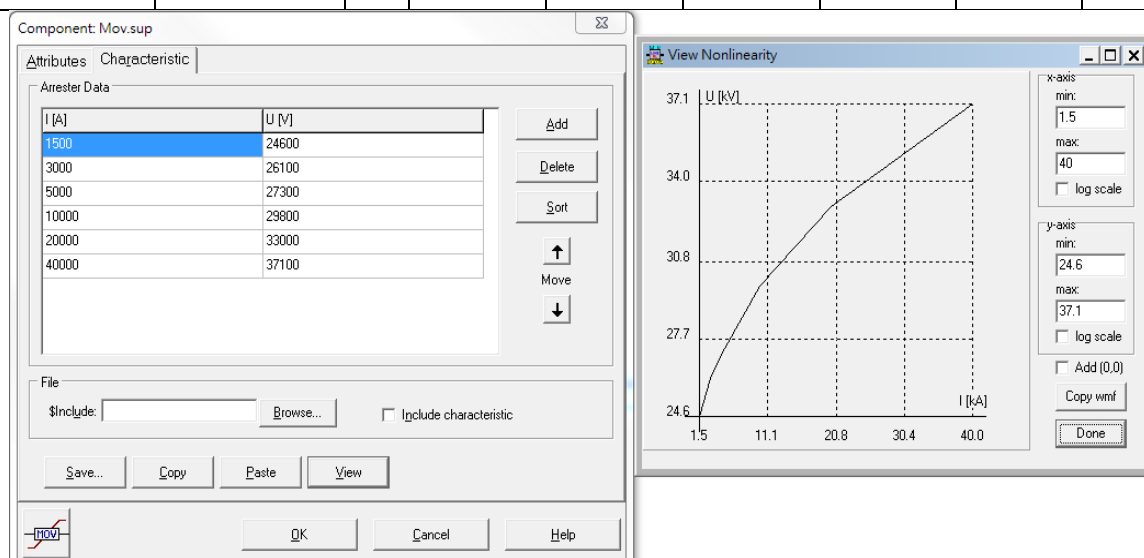 Component: Mov.sup
Attributes Characteristic
Arrester Data
I [A] U [V]
1500 24600
3000 26100
5000 27300
10000 29800
20000 33000
40000 37100
Add
Delete
Sort
Move
File
$Include: Browse... Include characteristic
Save... Copy Paste View
MOV OK Cancel Help
View Nonlinearity
37.1 U [kV]
34.0
30.8
27.7
24.6 I [kA]
1.5 11.1 20.8 30.4 40.0
x-axis
min:
1.5
max:
40
log scale
y-axis
min:
24.6
max:
37.1
log scale
Add (0,0)
Copy wmf
Done